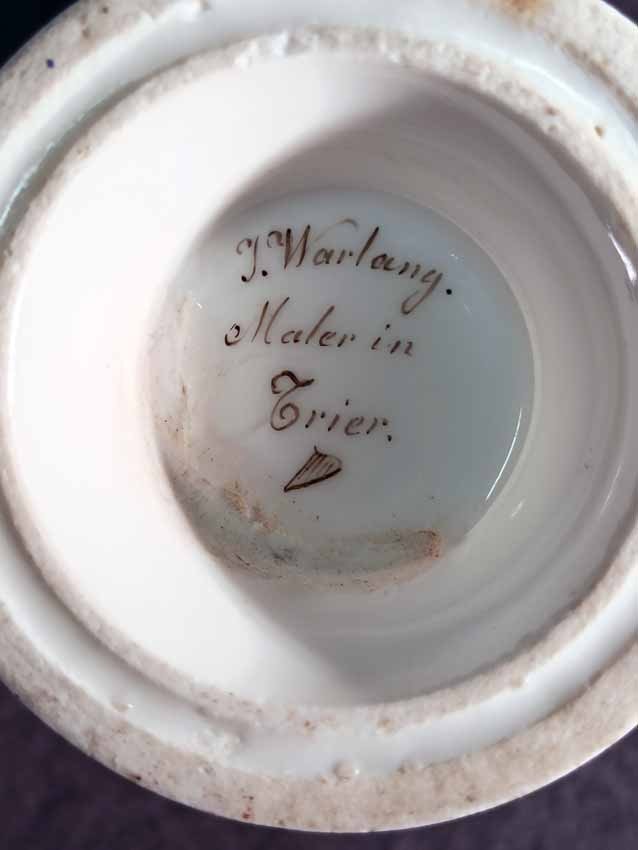 J. Warlang.
Maler in
Trier.